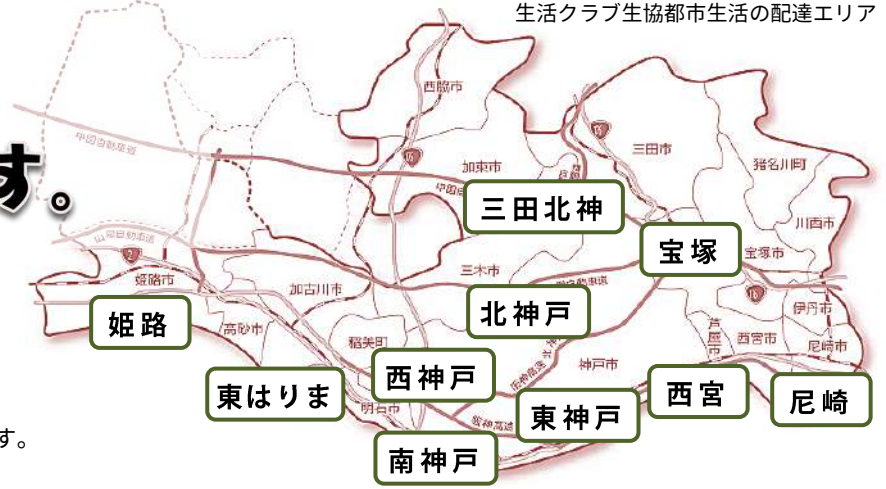 生活クラブ生協都市生活の配達エリア
西脇市
中国自動車道
す。
加東市
三田市
猪名川町
三田北神
川西市
宝塚
宝塚市
山陽自動車道
2
姫路市
加古川市
三木市
伊丹市
姫路
高砂市
稲美町
北神戸
芦屋市
西宮市
尼崎市
神戸市
西神戸
東はりま
明石市
阪神高速
東神戸
西宮
尼崎
南神戸
す。